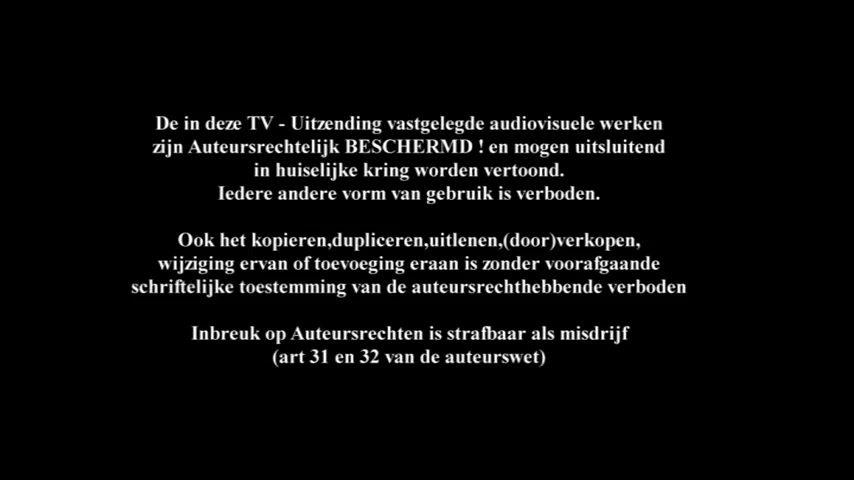 De in deze TV - Uitzending vastgelegde audiovisuele werken
zijn Auteursrechtelijk BESCHERMD ! en mogen uitsluitend
in huiselijke kring worden vertoond.
Iedere andere vorm van gebruik is verboden.
Ook het kopieren,dupliceren,uitlenen,(door)verkopen,
wijziging ervan of toevoeging eraan is zonder voorafgaande
schriftelijke toestemming van de auteursrechthebbende verboden
Inbreuk op Auteursrechten is strafbaar als misdrijf
(art 31 en 32 van de auteurswet)